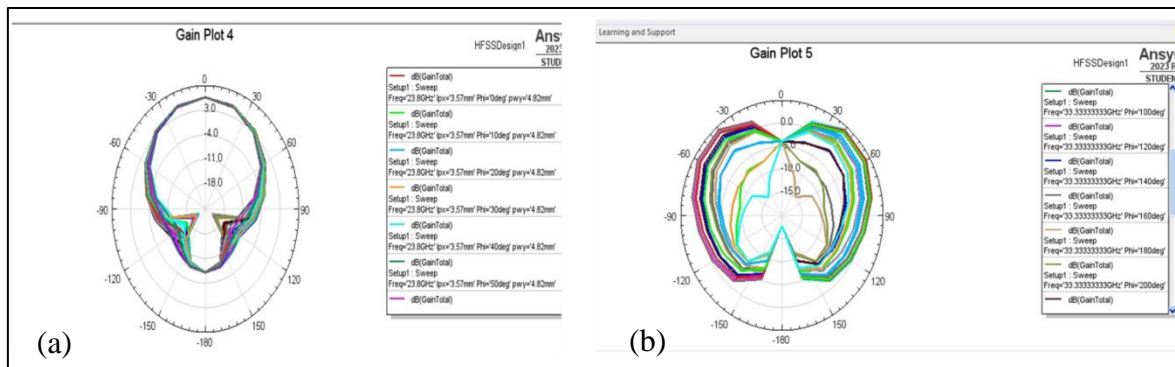 Gain Plot 4
HFSSDesign1
Ansy
2023
STUDE
0
-30
30
3.0
-60
60
-4.0
-11.0
-18.0
-90
90
-120
120
-150
150
-180
dB(GainTotal)
Setup1 : Sweep
Freq='23.8GHz' lpx='3.57mm' Phi='0deg' pwy='4.82mm'
dB(GainTotal)
Setup1 : Sweep
Freq='23.8GHz' lpx='3.57mm' Phi='10deg' pwy='4.82mm'
dB(GainTotal)
Setup1 : Sweep
Freq='23.8GHz' lpx='3.57mm' Phi='20deg' pwy='4.82mm'
dB(GainTotal)
Setup1 : Sweep
Freq='23.8GHz' lpx='3.57mm' Phi='30deg' pwy='4.82mm'
dB(GainTotal)
Setup1 : Sweep
Freq='23.8GHz' lpx='3.57mm' Phi='40deg' pwy='4.82mm'
dB(GainTotal)
Setup1 : Sweep
Freq='23.8GHz' lpx='3.57mm' Phi='50deg' pwy='4.82mm'
dB(GainTotal)
(a)
Learning and Support
Gain Plot 5
HFSSDesign1
Ansys
2023 R
STUDENT
0
-30
30
0.0
-5.0
-60
60
-10.0
-15.0
-90
90
-120
120
-150
150
-180
dB(GainTotal)
Setup1 : Sweep
Freq='33.33333333GHz' Phi='100deg'
dB(GainTotal)
Setup1 : Sweep
Freq='33.33333333GHz' Phi='120deg'
dB(GainTotal)
Setup1 : Sweep
Freq='33.33333333GHz' Phi='140deg'
dB(GainTotal)
Setup1 : Sweep
Freq='33.33333333GHz' Phi='160deg'
dB(GainTotal)
Setup1 : Sweep
Freq='33.33333333GHz' Phi='180deg'
dB(GainTotal)
Setup1 : Sweep
Freq='33.33333333GHz' Phi='200deg'
dB(GainTotal)
(b)